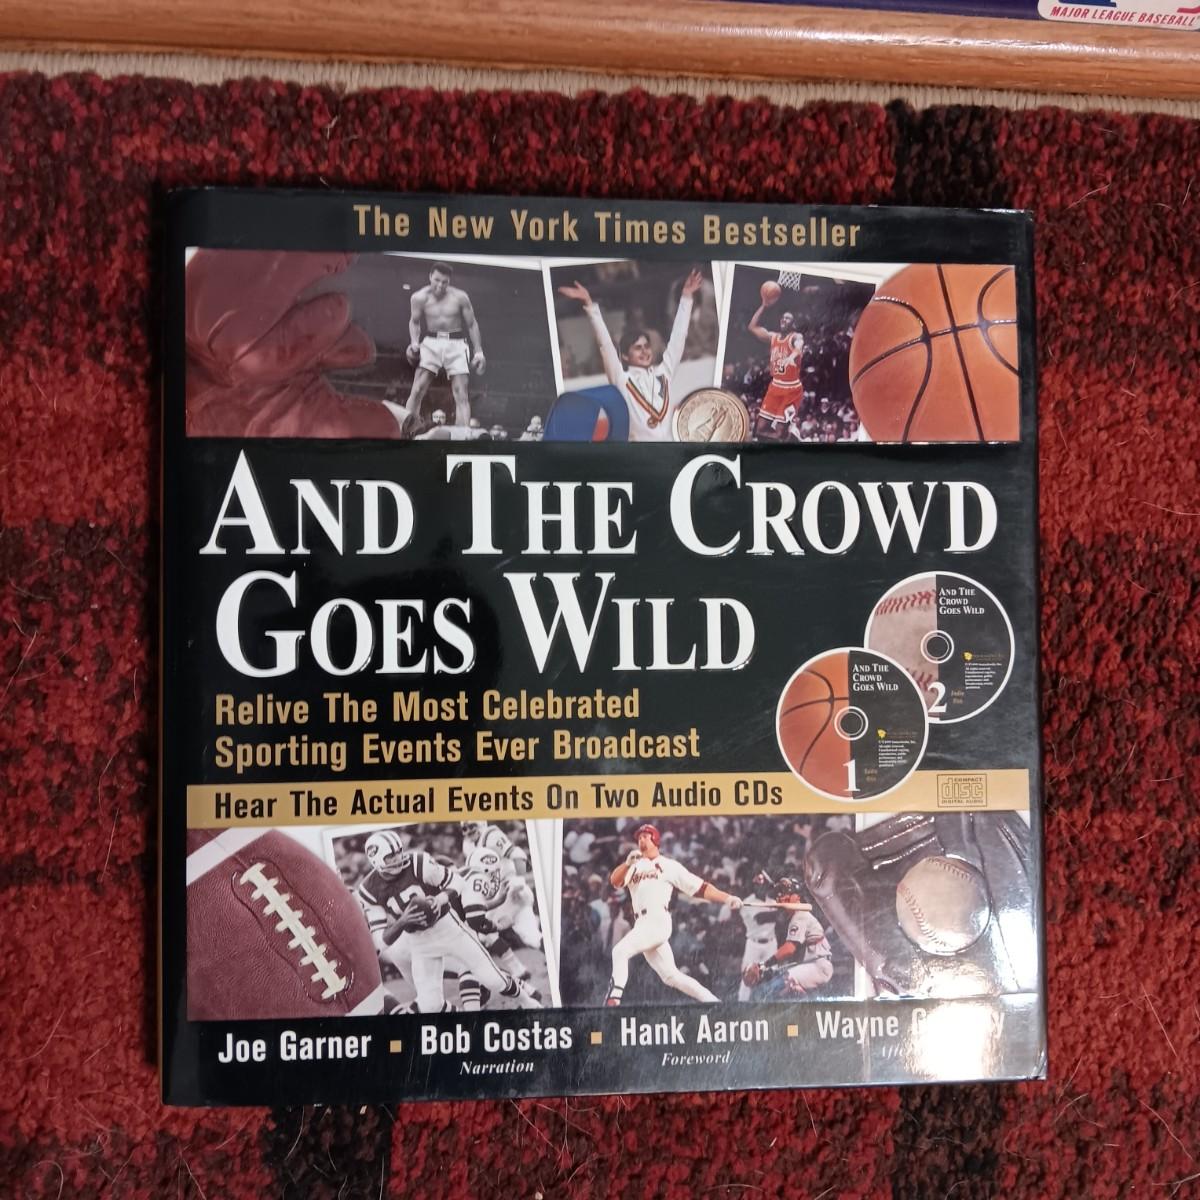 MAJOR LEAGUE BASEBALL
The New York Times Bestseller
AND THE CROWD
GOES WILD
Relive The Most Celebrated
Sporting Events Ever Broadcast
Hear The Actual Events On Two Audio CDs
AND THE
CROWD
GOES WILD
2
AND THE
CROWD
GOES WILD
1
COMPACT
disc
DIGITAL AUDIO
Joe Garner ▪ Bob Costas ▪ Hank Aaron ▪ Wayne
Narration Foreword